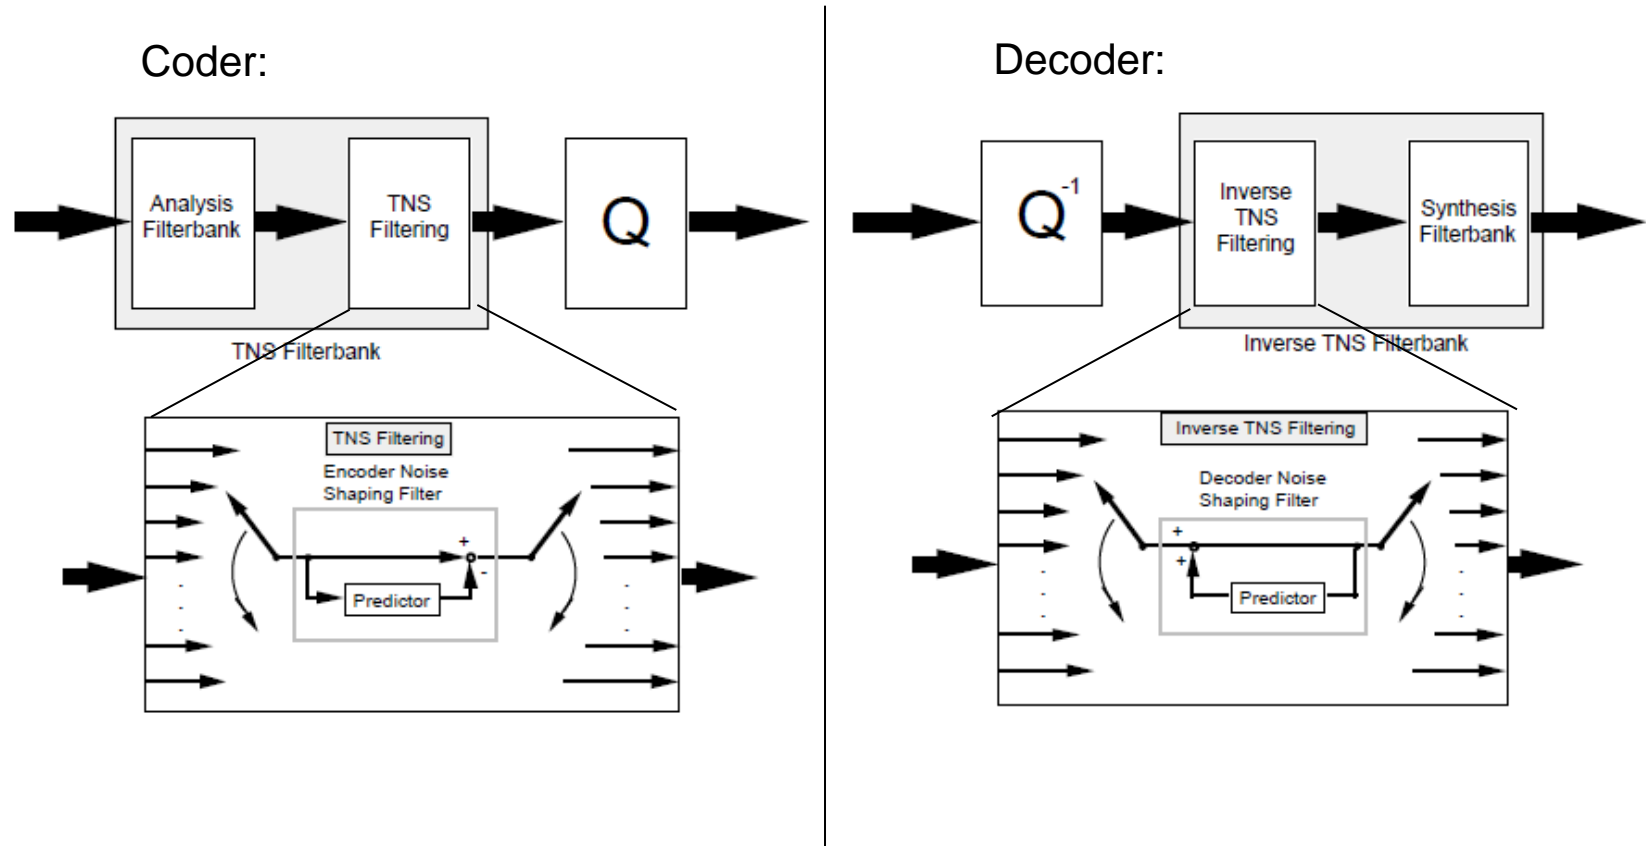 Coder:
Analysis
Filterbank
TNS
Filtering
Q
TNS Filterbank
TNS Filtering
Encoder Noise
Shaping Filter
+
-
Predictor
Decoder:
Q-1
Inverse
TNS
Filtering
Synthesis
Filterbank
Inverse TNS Filterbank
Inverse TNS Filtering
Decoder Noise
Shaping Filter
+
+
Predictor